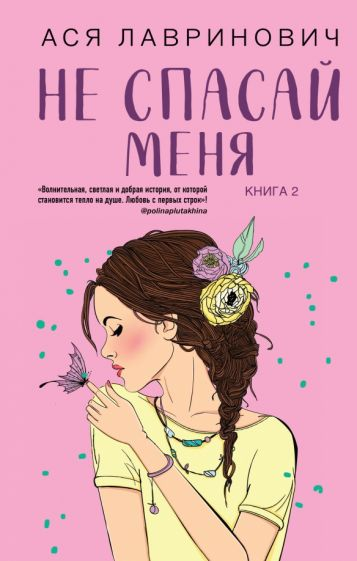 АСЯ ЛАВРИНОВИЧ
НЕ СПАСАЙ
МЕНЯ
«Волнительная, светлая и добрая история, от которой
становится тепло на душе. Любовь с первых строк»!
@polinaplutakhina
КНИГА 2